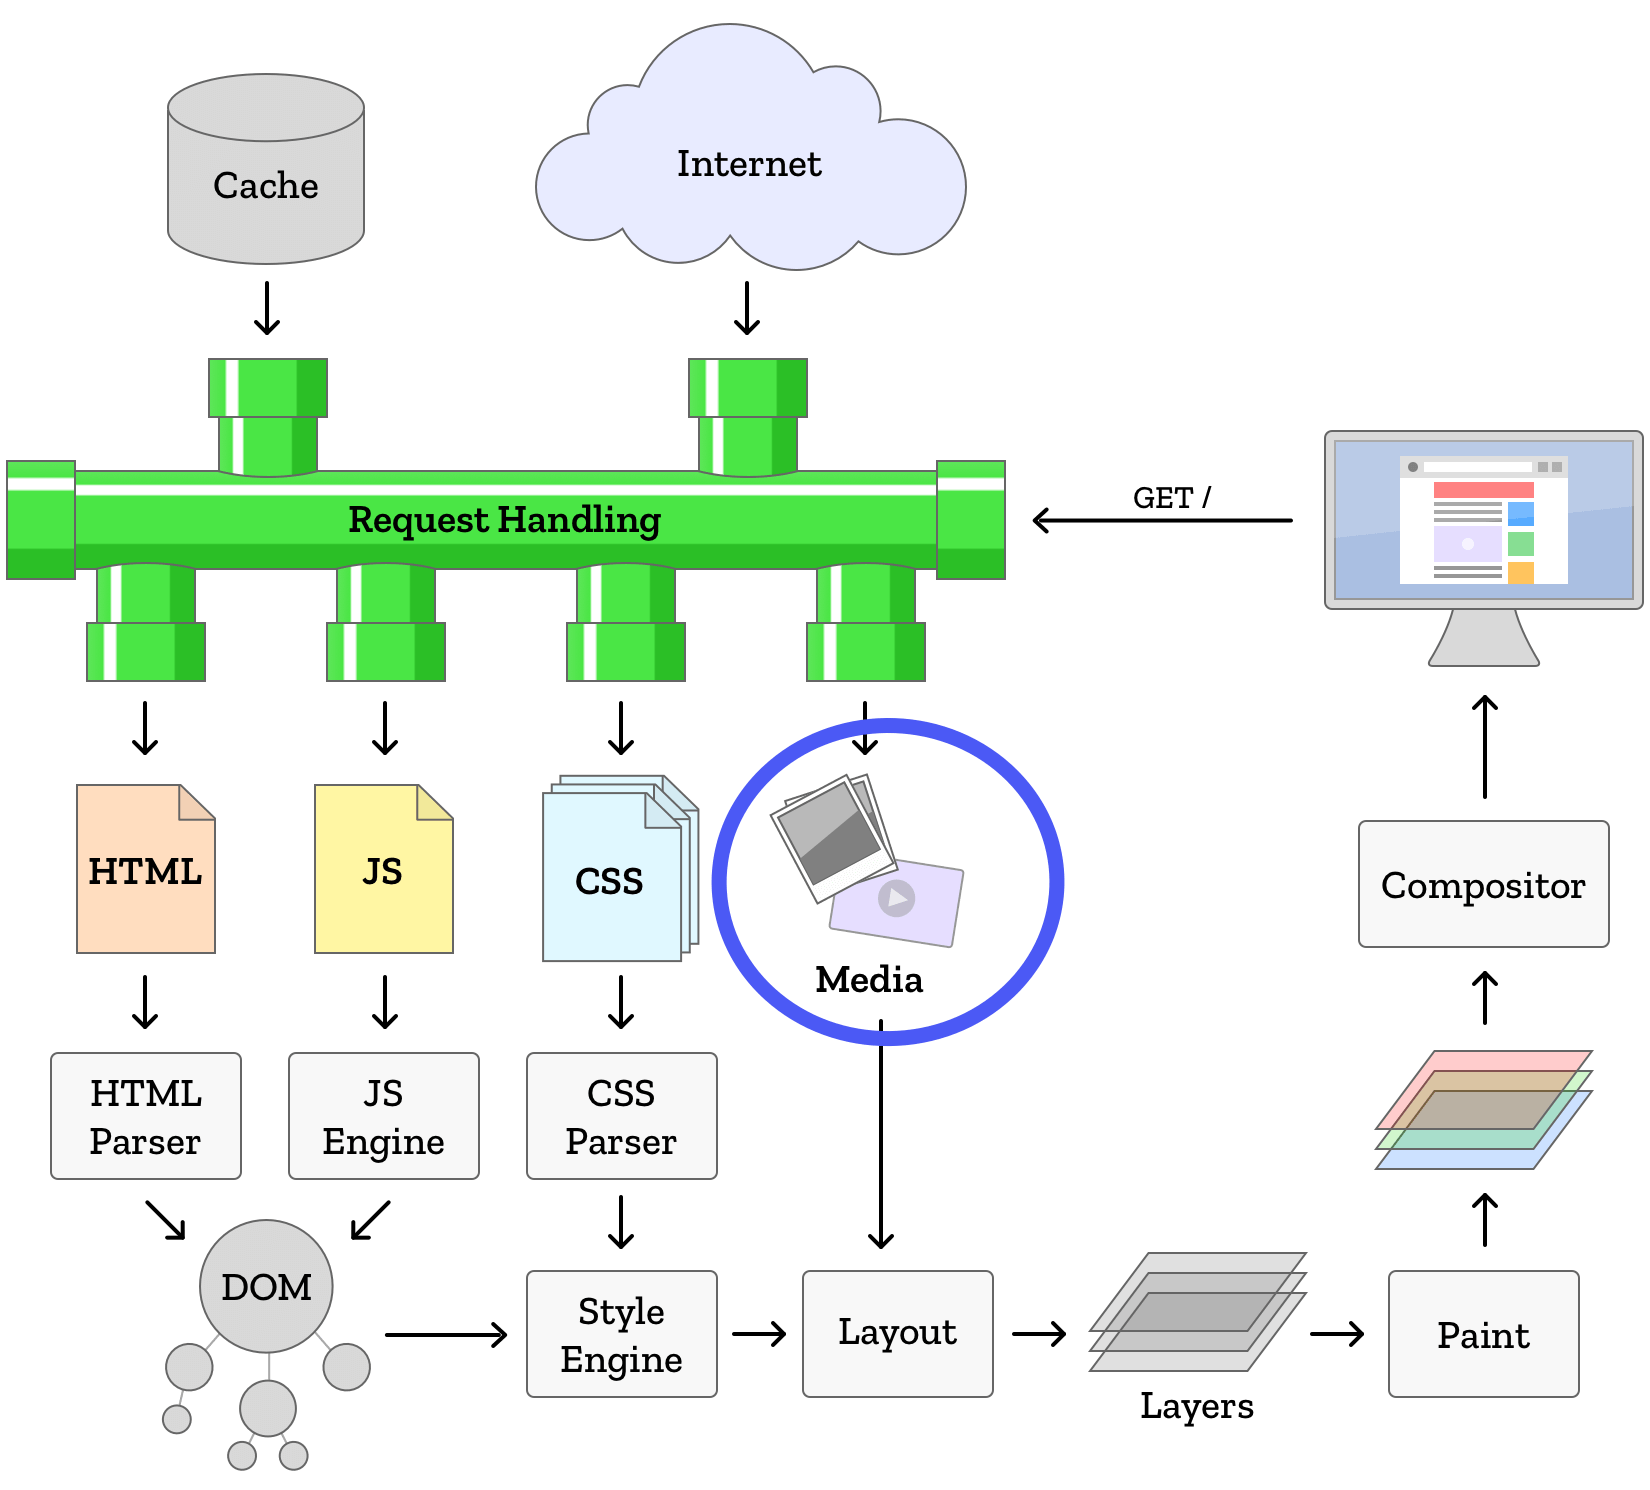 Cache
Internet
Request Handling
GET /
HTML
JS
CSS
Media
Compositor
HTML
Parser
JS
Engine
CSS
Parser
DOM
Style
Engine
Layout
Layers
Paint